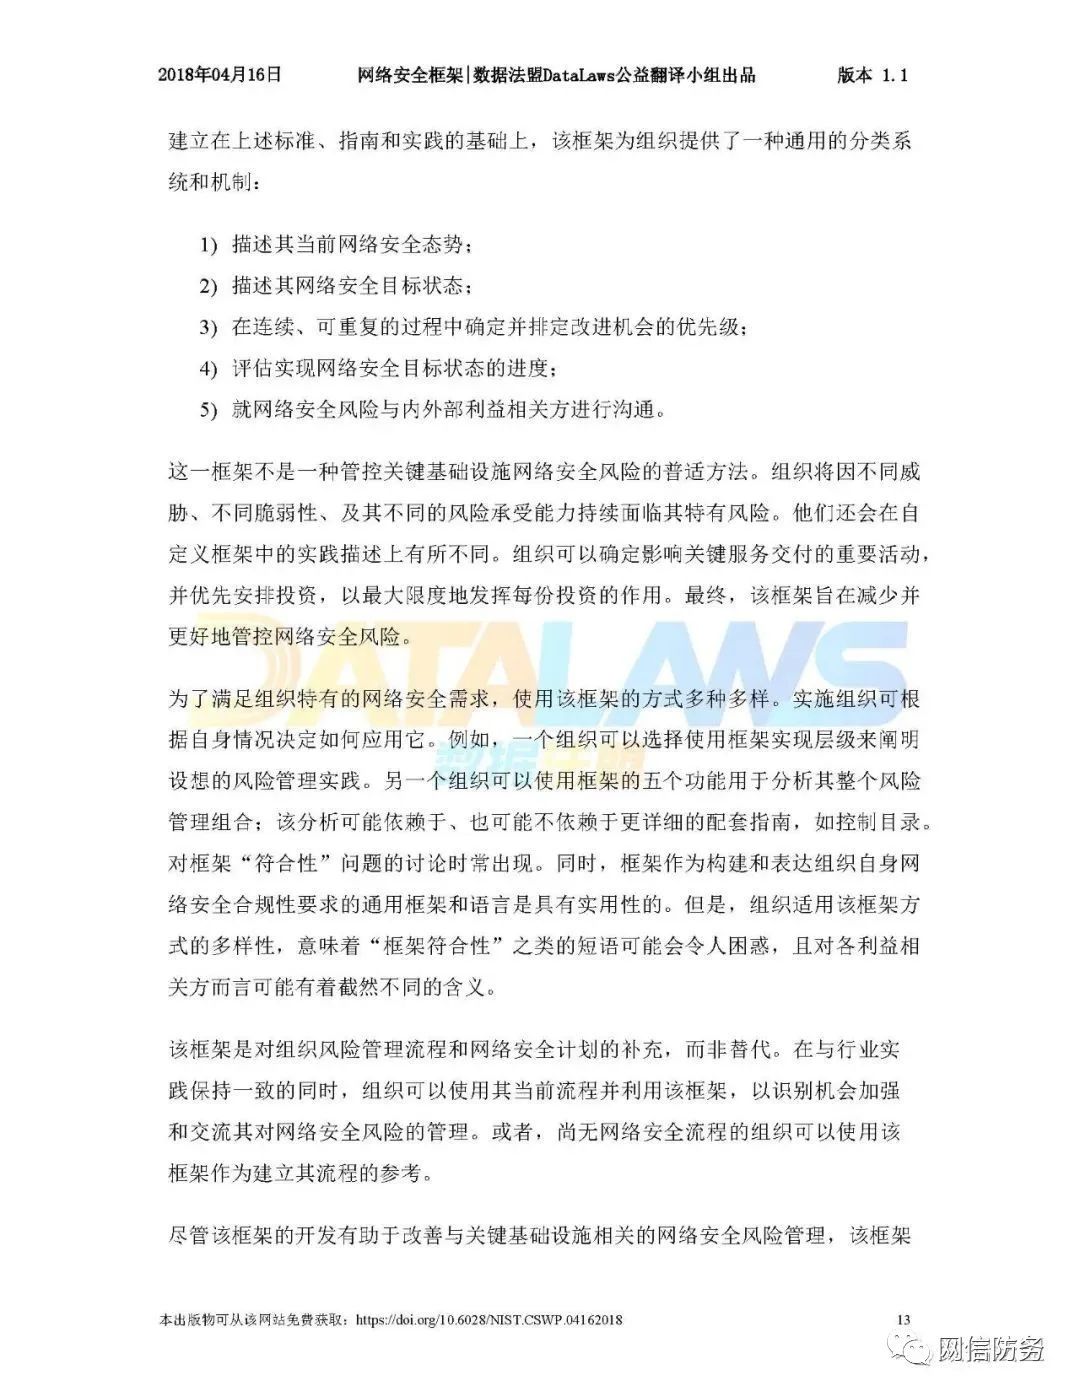 2018年04月16日 网络安全框架|数据法盟DataLaws公益翻译小组出品 版本 1.1
建立在上述标准、指南和实践的基础上，该框架为组织提供了一种通用的分类系
统和机制：
1) 描述其当前网络安全态势；
2) 描述其网络安全目标状态；
3) 在连续、可重复的过程中确定并排定改进机会的优先级；
4) 评估实现网络安全目标状态的进度；
5) 就网络安全风险与内外部利益相关方进行沟通。
这一框架不是一种管控关键基础设施网络安全风险的普适方法。组织将因不同威
胁、不同脆弱性、及其不同的风险承受能力持续面临其特有风险。他们还会在自
定义框架中的实践描述上有所不同。组织可以确定影响关键服务交付的重要活动，
并优先安排投资，以最大限度地发挥每份投资的作用。最终，该框架旨在减少并
更好地管控网络安全风险。
DATALAWS
为了满足组织特有的网络安全需求，使用该框架的方式多种多样。实施组织可根
据自身情况决定如何应用它。例如，一个组织可以选择使用框架实现层级来阐明
数据法盟
设想的风险管理实践。另一个组织可以使用框架的五个功能用于分析其整个风险
管理组合；该分析可能依赖于、也可能不依赖于更详细的配套指南，如控制目录。
对框架“符合性”问题的讨论时常出现。同时，框架作为构建和表达组织自身网
络安全合规性要求的通用框架和语言是具有实用性的。但是，组织适用该框架方
式的多样性，意味着“框架符合性”之类的短语可能会令人困惑，且对各利益相
关方而言可能有着截然不同的含义。
该框架是对组织风险管理流程和网络安全计划的补充，而非替代。在与行业实
践保持一致的同时，组织可以使用其当前流程并利用该框架，以识别机会加强
和交流其对网络安全风险的管理。或者，尚无网络安全流程的组织可以使用该
框架作为建立其流程的参考。
尽管该框架的开发有助于改善与关键基础设施相关的网络安全风险管理，该框架
本出版物可从该网站免费获取：https://doi.org/10.6028/NIST.CSWP.04162018 13
网信防务